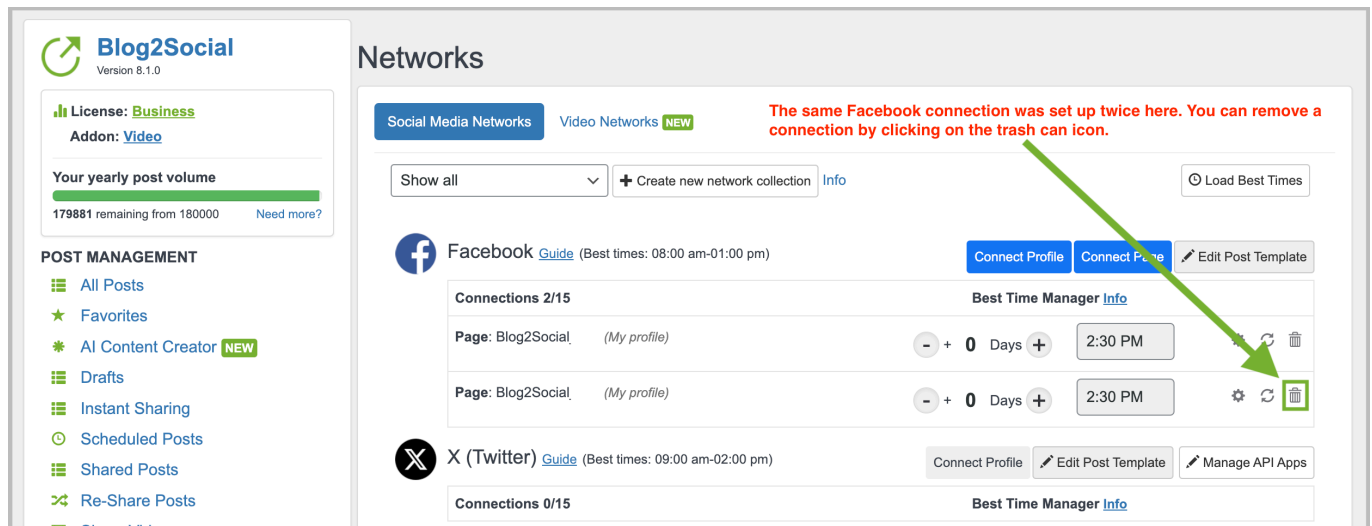 Blog2Social
Version 8.1.0
License: Business
Addon: Video
Your yearly post volume
179881 remaining from 180000 Need more?
POST MANAGEMENT
All Posts
Favorites
AI Content Creator NEW
Drafts
Instant Sharing
Scheduled Posts
Shared Posts
Re-Share Posts
Networks
Social Media Networks Video Networks NEW
The same Facebook connection was set up twice here. You can remove a
connection by clicking on the trash can icon.
Show all + Create new network collection Info Load Best Times
Facebook Guide (Best times: 08:00 am-01:00 pm) Connect Profile Connect Page Edit Post Template
Connections 2/15 Best Time Manager Info
Page: Blog2Social (My profile) - + 0 Days + 2:30 PM
Page: Blog2Social (My profile) - + 0 Days + 2:30 PM
X (Twitter) Guide (Best times: 09:00 am-02:00 pm) Connect Profile Edit Post Template Manage API Apps
Connections 0/15 Best Time Manager Info